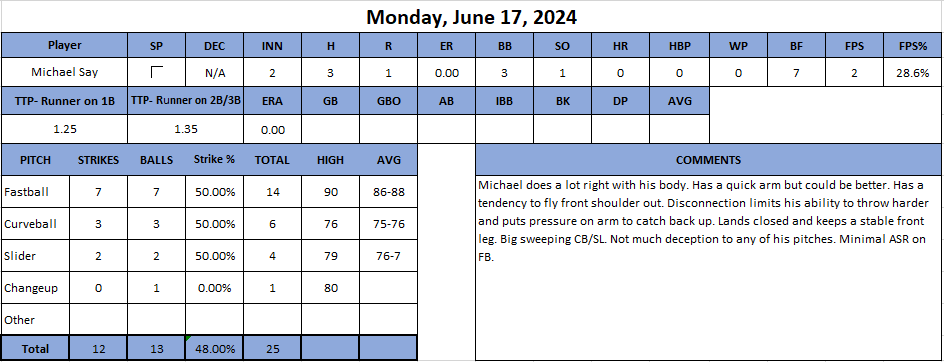 Monday, June 17, 2024
Player SP DEC INN H R ER BB SO HR HBP WP BF FPS FPS%
Michael Say N/A 2 3 1 0.00 3 1 0 0 0 7 2 28.6%
TTP- Runner on 1B TTP- Runner on 2B/3B ERA GB GBO AB IBB BK DP AVG
1.25 1.35 0.00
PITCH STRIKES BALLS Strike % TOTAL HIGH AVG COMMENTS
Fastball 7 7 50.00% 14 90 86-88
Curveball 3 3 50.00% 6 76 75-76
Slider 2 2 50.00% 4 79 76-7
Changeup 0 1 0.00% 1 80
Other
Total 12 13 48.00% 25
Michael does a lot right with his body. Has a quick arm but could be better. Has a
tendency to fly front shoulder out. Disconnection limits his ability to throw harder
and puts pressure on arm to catch back up. Lands closed and keeps a stable front
leg. Big sweeping CB/SL. Not much deception to any of his pitches. Minimal ASR on
FB.